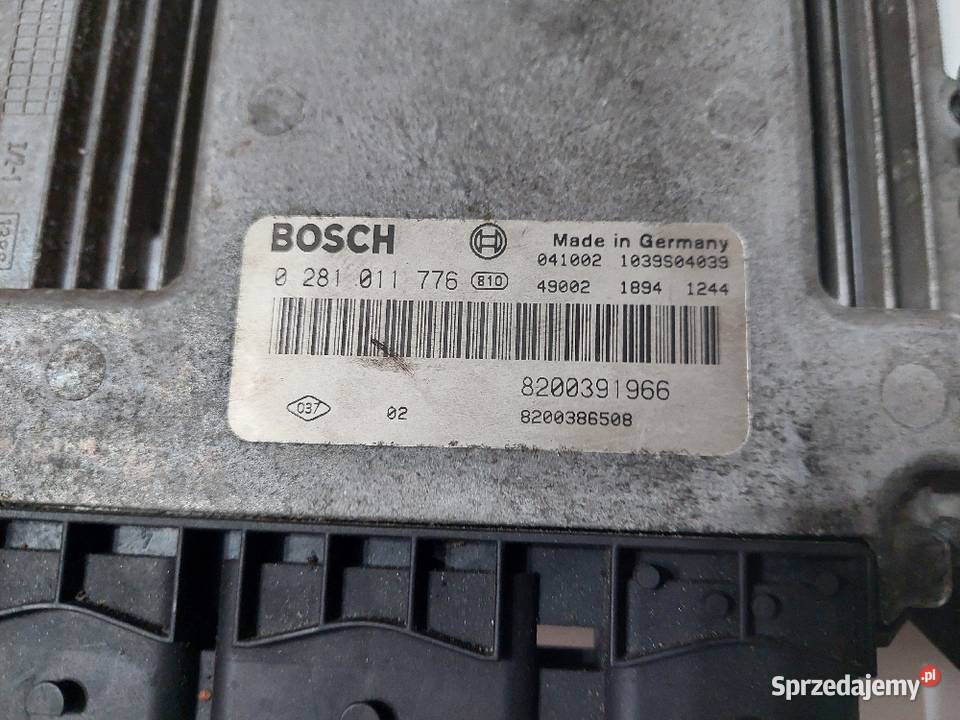 BOSCH
Made in Germany
041002 1039S04039
0 281 011 776 810
49002 1894 1244
8200391966
037
02
8200386508
Sprzedajemy.pl